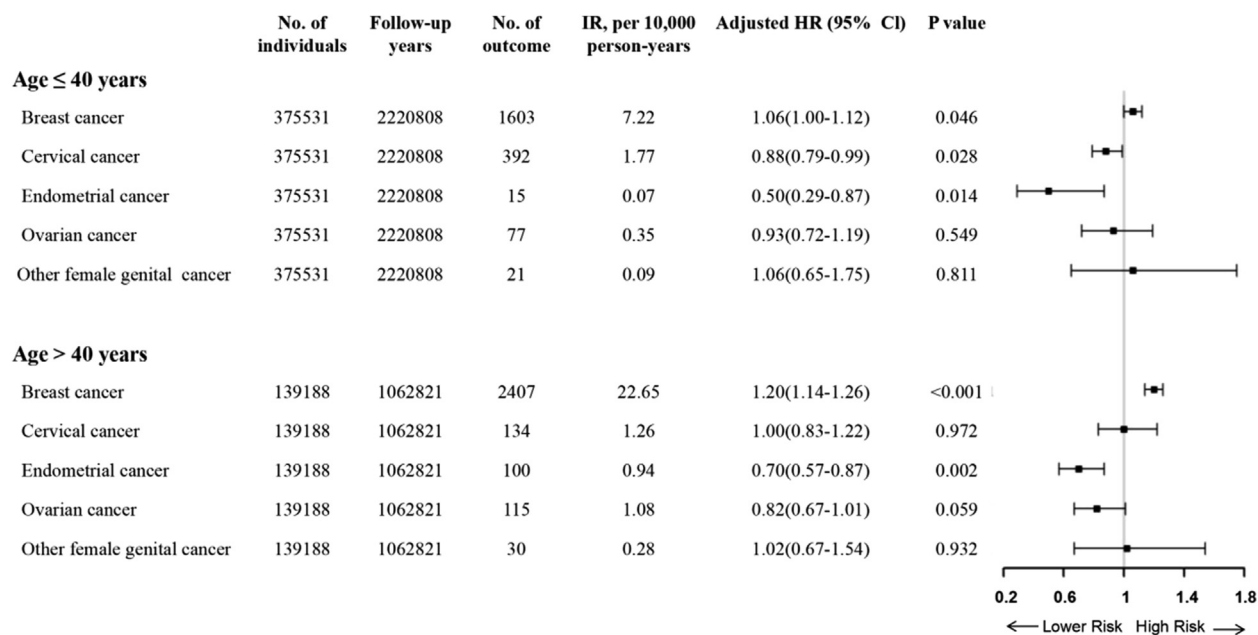 No. of individuals Follow-up years No. of outcome IR, per 10,000 person-years Adjusted HR (95% CI) P value
Age ≤ 40 years
Breast cancer 375531 2220808 1603 7.22 1.06(1.00-1.12) 0.046
Cervical cancer 375531 2220808 392 1.77 0.88(0.79-0.99) 0.028
Endometrial cancer 375531 2220808 15 0.07 0.50(0.29-0.87) 0.014
Ovarian cancer 375531 2220808 77 0.35 0.93(0.72-1.19) 0.549
Other female genital cancer 375531 2220808 21 0.09 1.06(0.65-1.75) 0.811
Age > 40 years
Breast cancer 139188 1062821 2407 22.65 1.20(1.14-1.26) <0.001
Cervical cancer 139188 1062821 134 1.26 1.00(0.83-1.22) 0.972
Endometrial cancer 139188 1062821 100 0.94 0.70(0.57-0.87) 0.002
Ovarian cancer 139188 1062821 115 1.08 0.82(0.67-1.01) 0.059
Other female genital cancer 139188 1062821 30 0.28 1.02(0.67-1.54) 0.932
0.2 0.6 1 1.4 1.8
← Lower Risk High Risk →